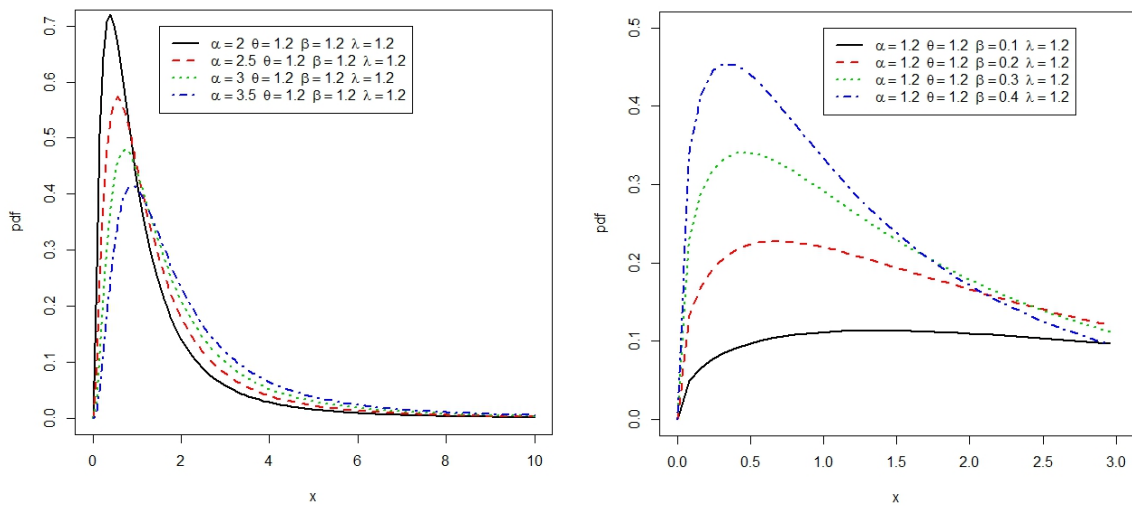 α = 2 θ = 1.2 β = 1.2 λ = 1.2
α = 2.5 θ = 1.2 β = 1.2 λ = 1.2
α = 3 θ = 1.2 β = 1.2 λ = 1.2
α = 3.5 θ = 1.2 β = 1.2 λ = 1.2
pdf
0.7
0.6
0.5
0.4
0.3
0.2
0.1
0.0
0 2 4 6 8 10
x
α = 1.2 θ = 1.2 β = 0.1 λ = 1.2
α = 1.2 θ = 1.2 β = 0.2 λ = 1.2
α = 1.2 θ = 1.2 β = 0.3 λ = 1.2
α = 1.2 θ = 1.2 β = 0.4 λ = 1.2
pdf
0.5
0.4
0.3
0.2
0.1
0.0
0.0 0.5 1.0 1.5 2.0 2.5 3.0
x